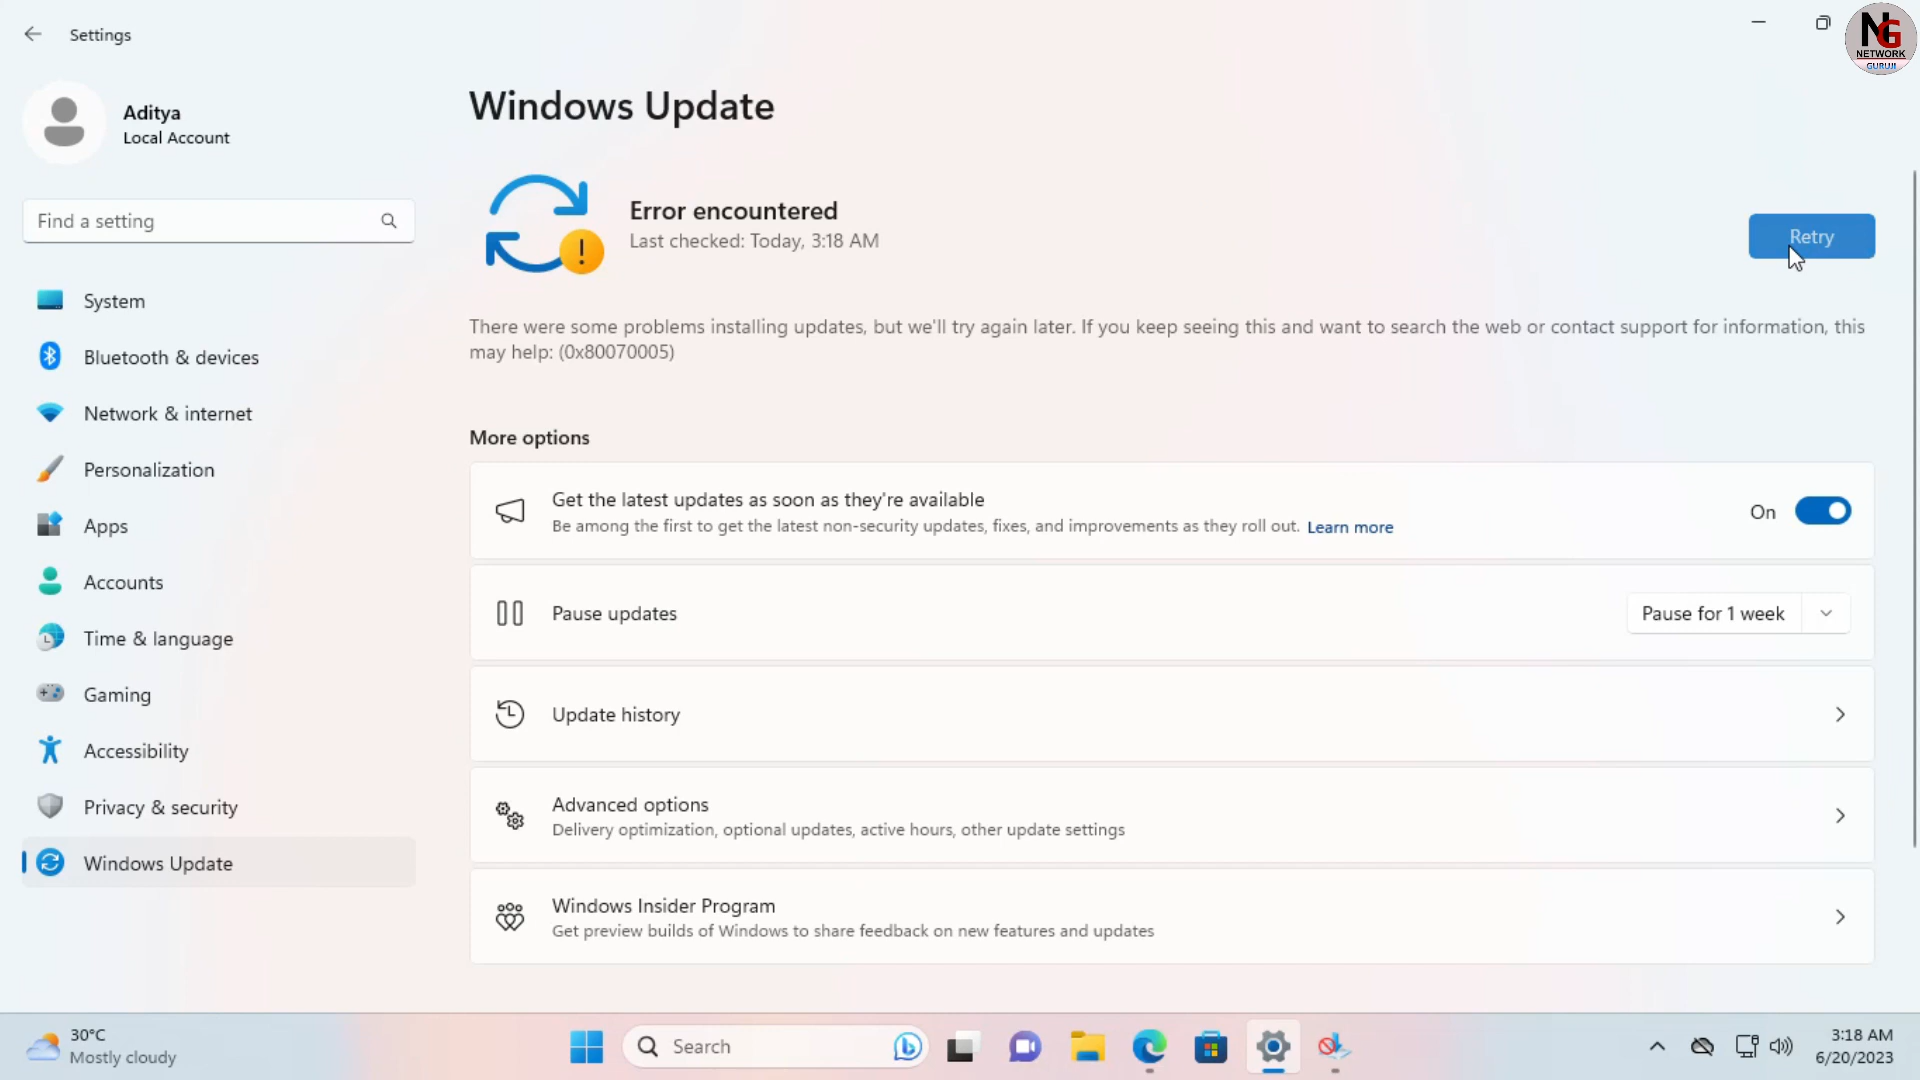 Settings
NG
NETWORK
GURUJI
Aditya
Local Account
Find a setting
System
Bluetooth & devices
Network & internet
Personalization
Apps
Accounts
Time & language
Gaming
Accessibility
Privacy & security
Windows Update
Windows Update
Error encountered
Last checked: Today, 3:18 AM
Retry
There were some problems installing updates, but we'll try again later. If you keep seeing this and want to search the web or contact support for information, this
may help: (0x80070005)
More options
Get the latest updates as soon as they're available
Be among the first to get the latest non-security updates, fixes, and improvements as they roll out. Learn more
On
Pause updates
Pause for 1 week
Update history
Advanced options
Delivery optimization, optional updates, active hours, other update settings
Windows Insider Program
Get preview builds of Windows to share feedback on new features and updates
30°C
Mostly cloudy
Search
3:18 AM
6/20/2023